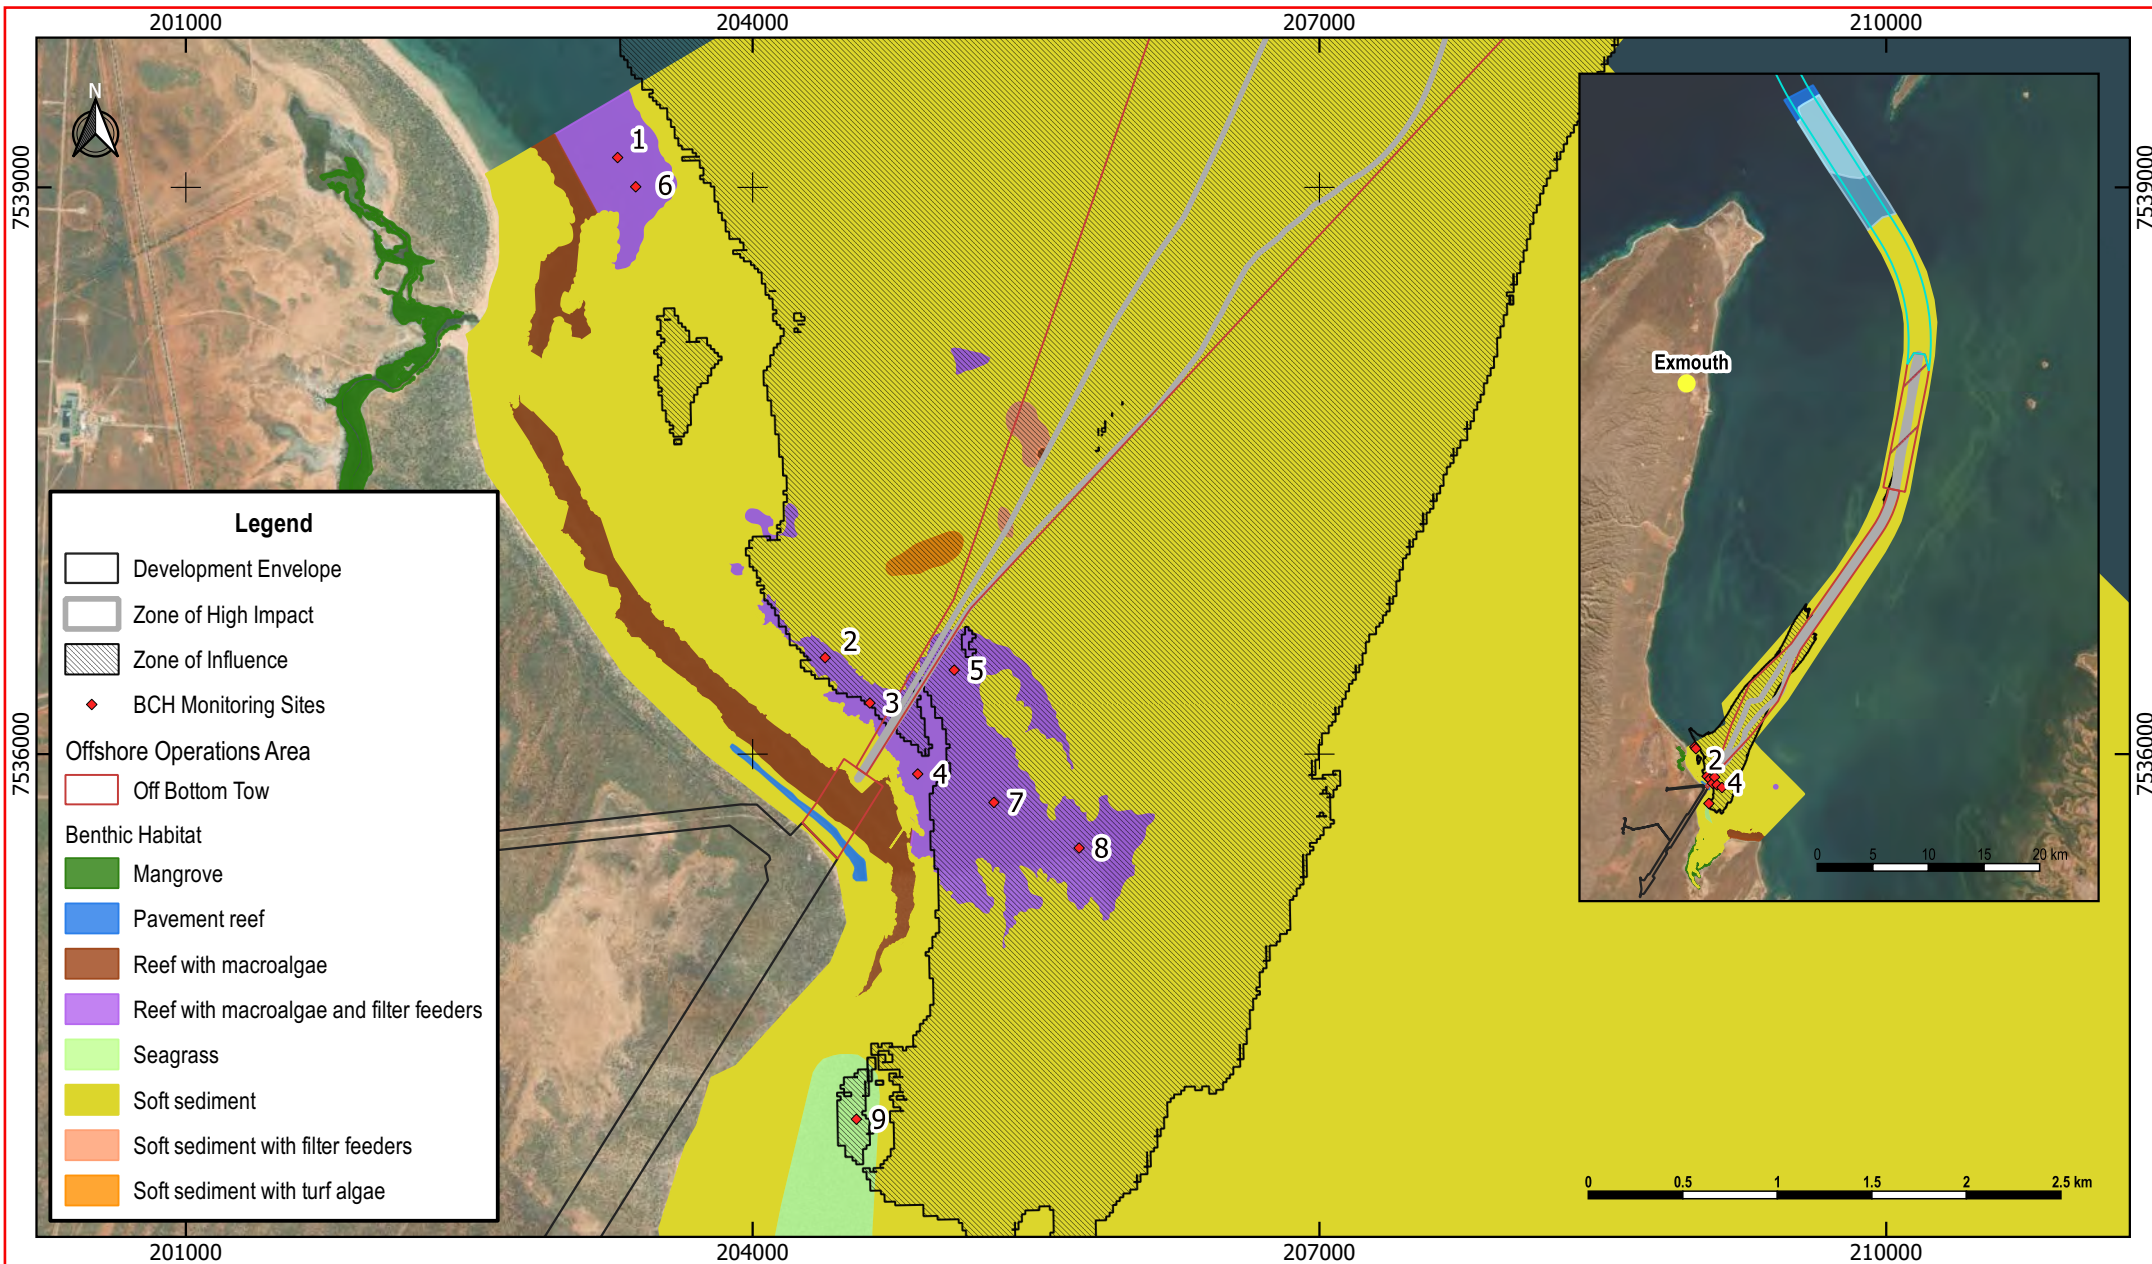 201000
204000
207000
210000
N
7539000
7539000
1
6
Exmouth
2
5
3
4
7
8
9
7536000
7536000
2
4
0 5 10 15 20 km
Legend
Development Envelope
Zone of High Impact
Zone of Influence
BCH Monitoring Sites
Offshore Operations Area
Off Bottom Tow
Benthic Habitat
Mangrove
Pavement reef
Reef with macroalgae
Reef with macroalgae and filter feeders
Seagrass
Soft sediment
Soft sediment with filter feeders
Soft sediment with turf algae
0 0.5 1 1.5 2 2.5 km
201000
204000
207000
210000